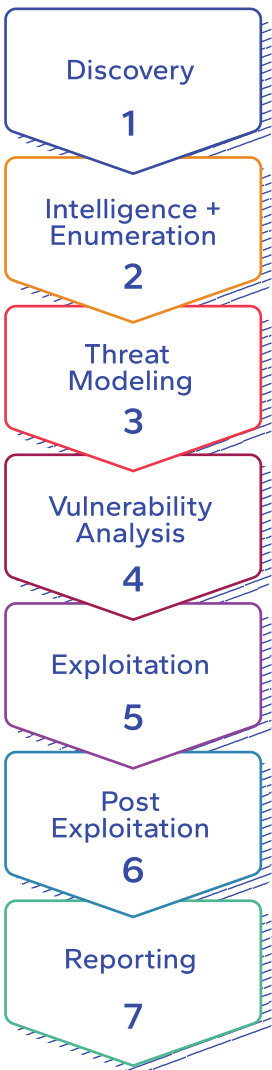 Discovery
1
Intelligence +
Enumeration
2
Threat
Modeling
3
Vulnerability
Analysis
4
Exploitation
5
Post
Exploitation
6
Reporting
7